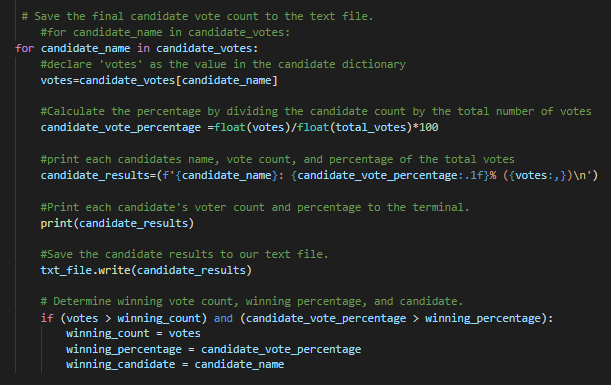 # Save the final candidate vote count to the text file.
#for candidate_name in candidate_votes:
for candidate_name in candidate_votes:
#declare 'votes' as the value in the candidate dictionary
votes=candidate_votes[candidate_name]
#Calculate the percentage by dividing the candidate count by the total number of votes
candidate_vote_percentage =float(votes)/float(total_votes)*100
#print each candidates name, vote count, and percentage of the total votes
candidate_results=(f'{candidate_name}: {candidate_vote_percentage:.1f}% ({votes:,})\n')
#Print each candidate's voter count and percentage to the terminal.
print(candidate_results)
#Save the candidate results to our text file.
txt_file.write(candidate_results)
# Determine winning vote count, winning percentage, and candidate.
if (votes > winning_count) and (candidate_vote_percentage > winning_percentage):
winning_count = votes
winning_percentage = candidate_vote_percentage
winning_candidate = candidate_name